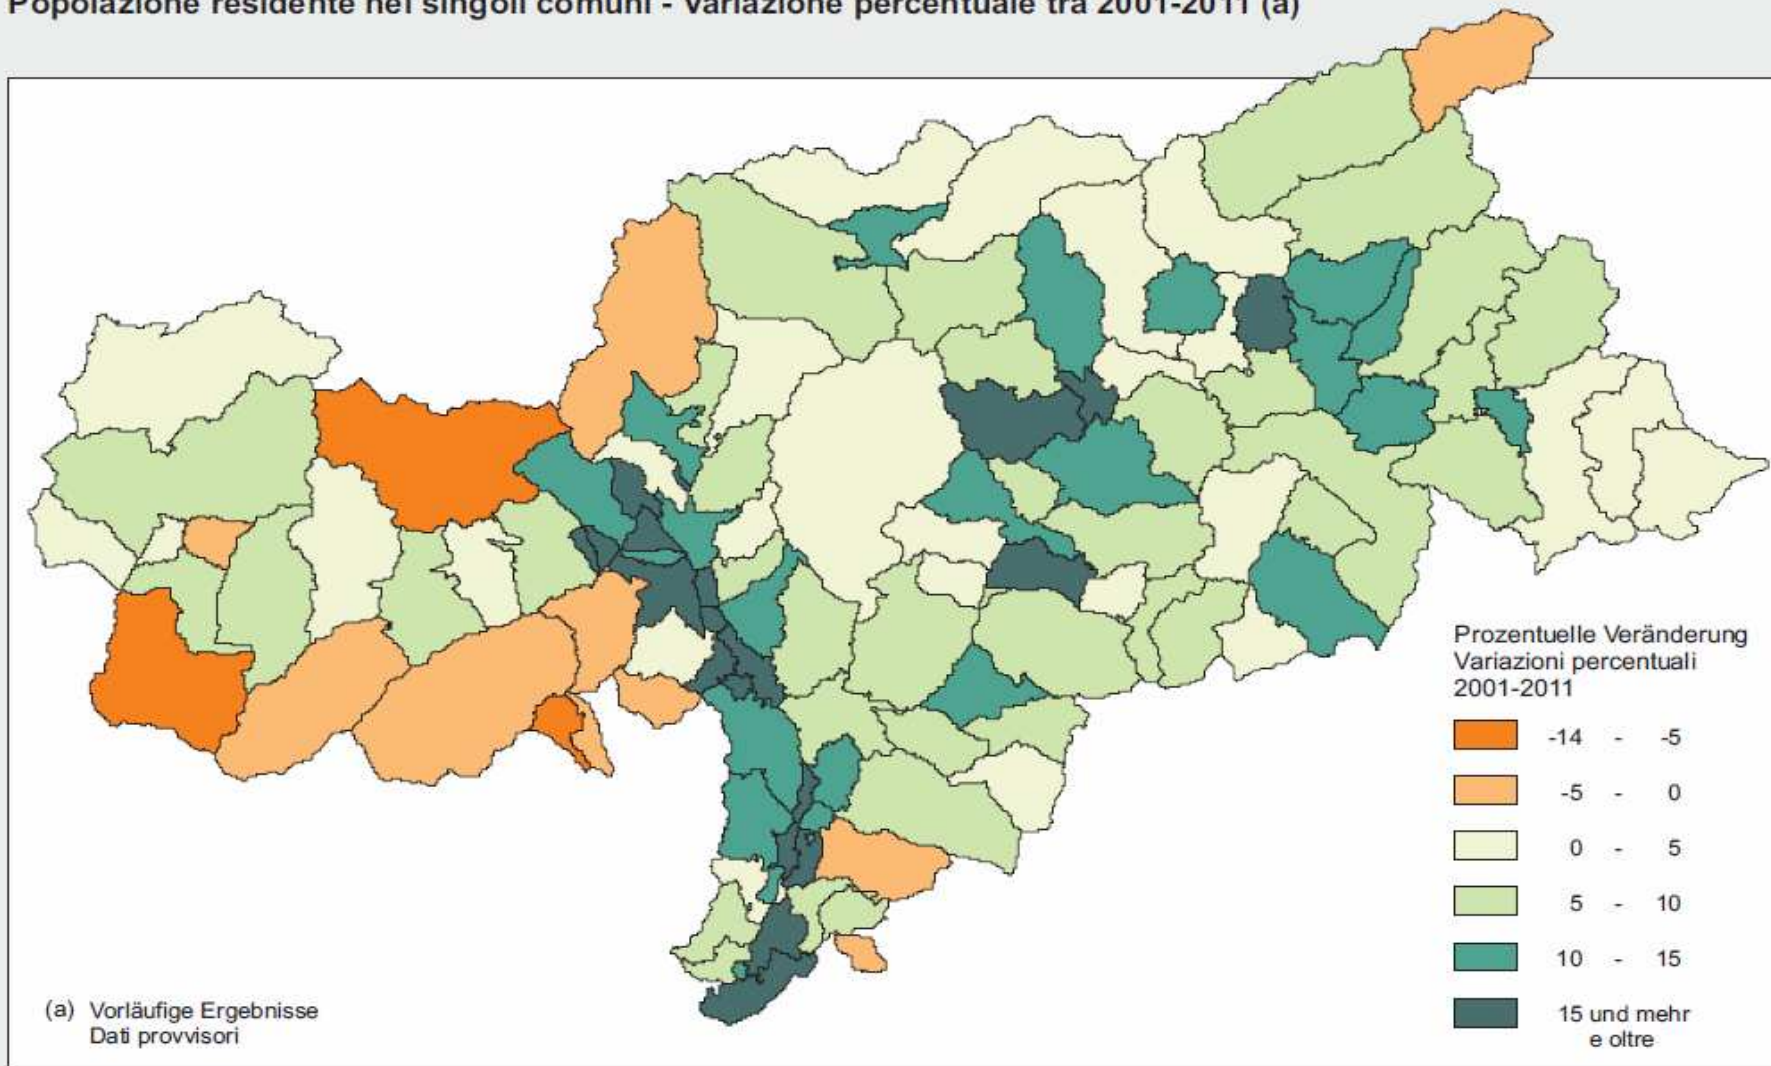 Popolazione residente nei singoli comuni - Variazione percentuale tra 2001-2011 (a)
Prozentuelle Veränderung
Variazioni percentuali
2001-2011
-14 - -5
-5 - 0
0 - 5
5 - 10
10 - 15
15 und mehr
e oltre
(a) Vorläufige Ergebnisse
Dati provvisori